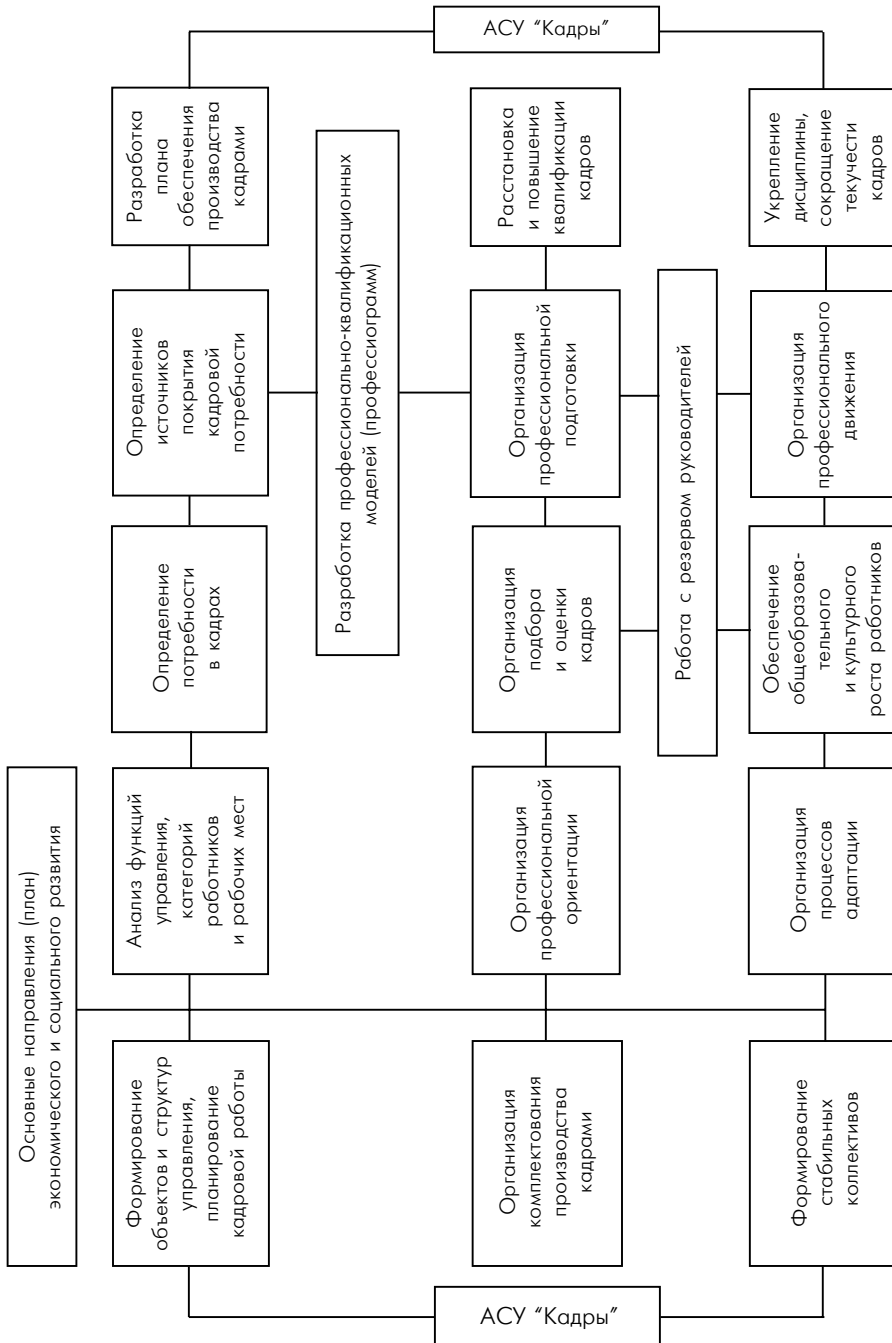 Основные направления (план)
экономического и социального развития
АСУ “Кадры”
Формирование
объектов и структур
управления,
планирование
кадровой работы
Анализ функций
управления,
категорий
работников
и рабочих мест
Определение
потребности
в кадрах
Определение
источников
покрытия
кадровой
потребности
Разработка
плана
обеспечения
производства
кадрами
Разработка профессионально-квалификационных
моделей (профессиограмм)
Организация
комплектования
производства
кадрами
Организация
профессиональной
ориентации
Организация
подбора
и оценки
кадров
Организация
профессиональной
подготовки
Расстановка
и повышение
квалификации
кадров
Работа с резервом руководителей
Формирование
стабильных
коллективов
Организация
процессов
адаптации
Обеспечение
общеобразова-
тельного
и культурного
роста работников
Организация
профессионального
движения
Укрепление
дисциплины,
сокращение
текучести
кадров
АСУ “Кадры”